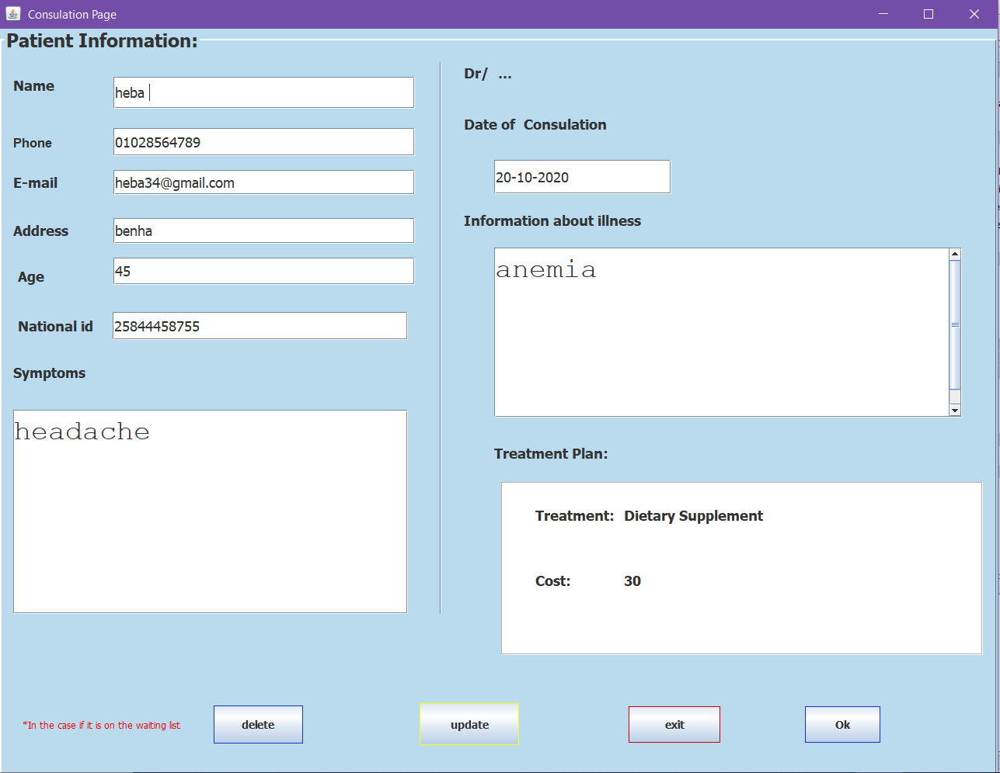 Consulation Page
Patient Information:
Name
heba
Phone
01028564789
E-mail
heba34@gmail.com
Address
benha
Age
45
National id
25844458755
Symptoms
headache
Dr/ ...
Date of Consulation
20-10-2020
Information about illness
anemia
Treatment Plan:
Treatment: Dietary Supplement
Cost: 30
*In the case if it is on the waiting list
delete
update
exit
Ok